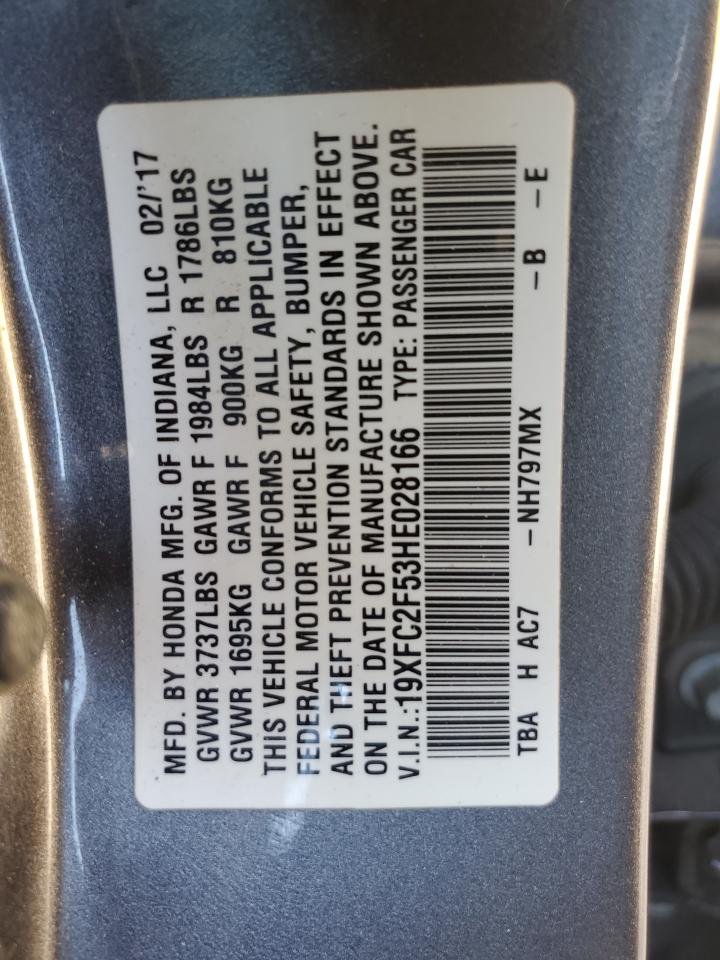 MFD. BY HONDA MFG. OF INDIANA, LLC 02/'17
GVWR 3737LBS GAWR F 1984LBS R 1786LBS
GVWR 1695KG GAWR F 900KG R 810KG
THIS VEHICLE CONFORMS TO ALL APPLICABLE
FEDERAL MOTOR VEHICLE SAFETY, BUMPER,
AND THEFT PREVENTION STANDARDS IN EFFECT
ON THE DATE OF MANUFACTURE SHOWN ABOVE.
V.I.N.:19XFC2F53HE028166 TYPE: PASSENGER CAR
TBA H AC7 -NH797MX -B -E